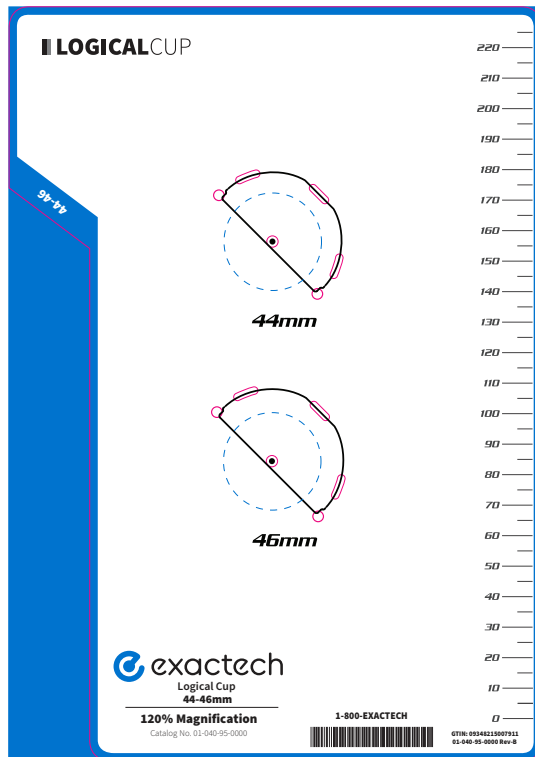 LOGICALCUP
44-46
44mm
46mm
220
210
200
190
180
170
160
150
140
130
120
110
100
90
80
70
60
50
40
30
20
10
0
exactech
Logical Cup
44-46mm
120% Magnification
Catalog No. 01-040-95-0000
1-800-EXACTECH
GTIN: 09348215007911
01-040-95-0000 Rev-B